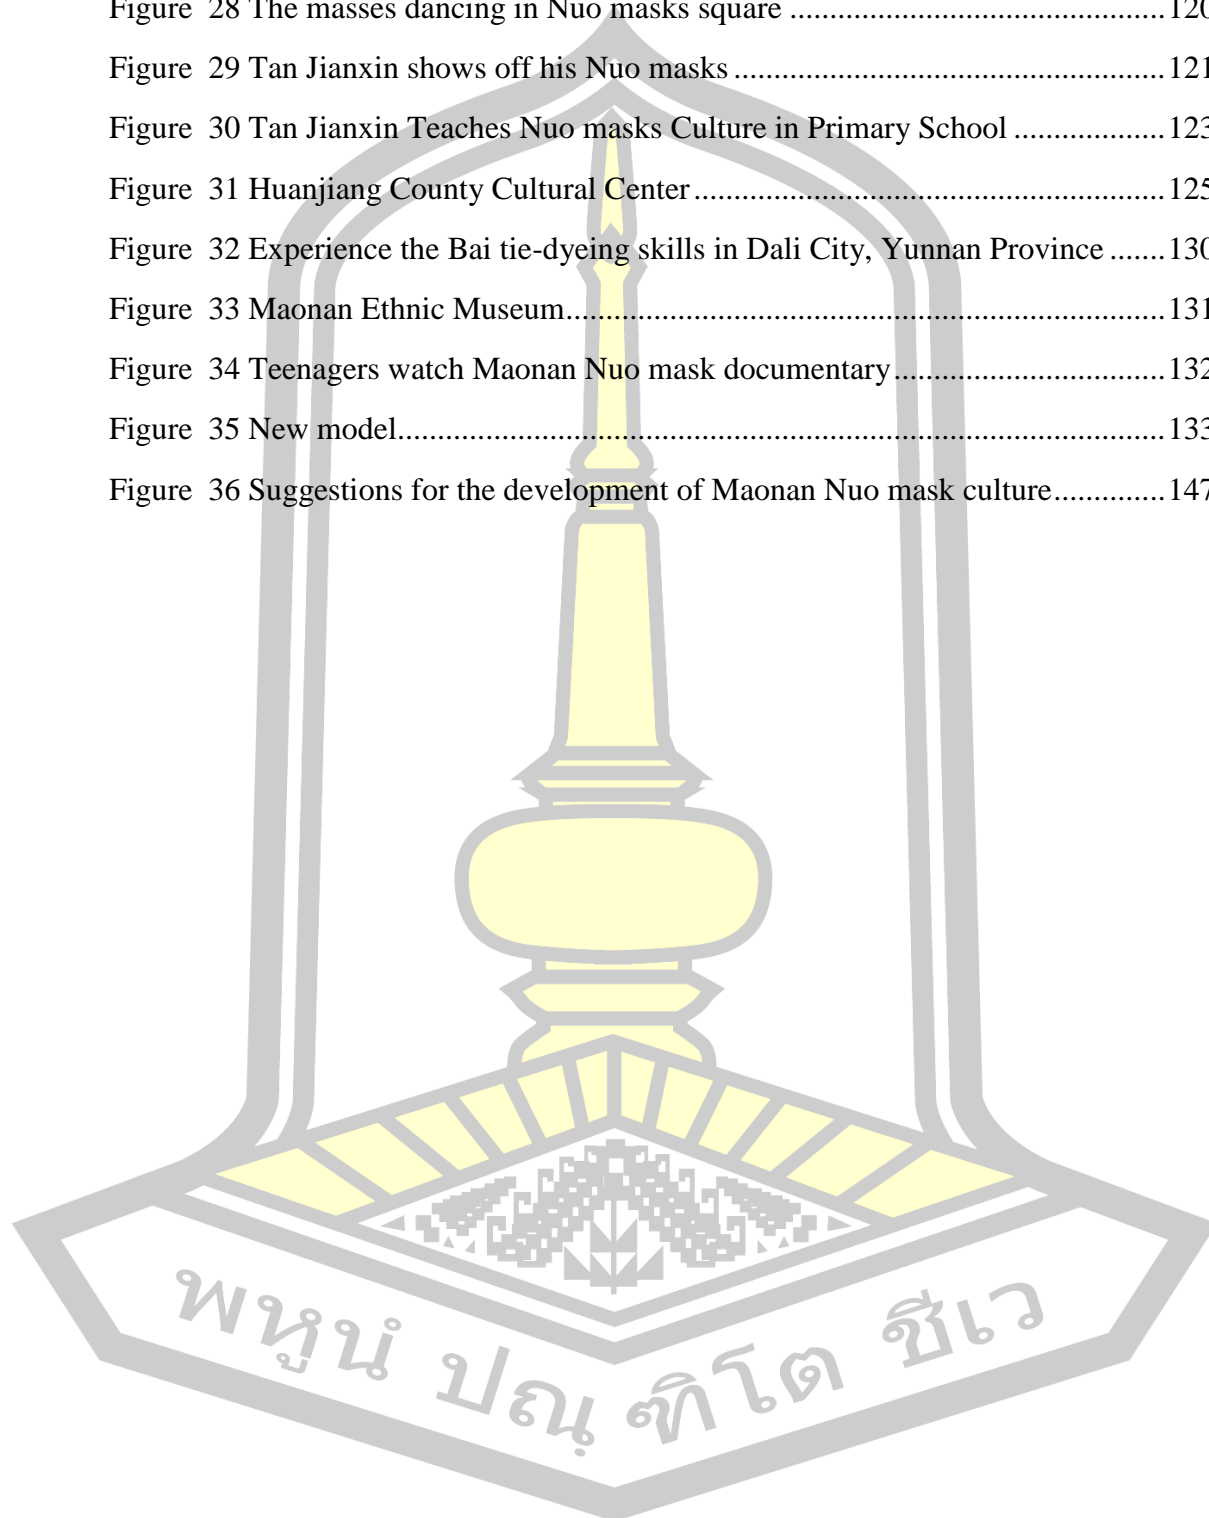 Figure 28 The masses dancing in Nuo masks square ....................................... 120
Figure 29 Tan Jianxin shows off his Nuo masks ................................................ 121
Figure 30 Tan Jianxin Teaches Nuo masks Culture in Primary School .................. 123
Figure 31 Huanjiang County Cultural Center ..................................................... 125
Figure 32 Experience the Bai tie-dyeing skills in Dali City, Yunnan Province ....... 130
Figure 33 Maonan Ethnic Museum..................................................................... 131
Figure 34 Teenagers watch Maonan Nuo mask documentary ............................... 132
Figure 35 New model......................................................................................... 133
Figure 36 Suggestions for the development of Maonan Nuo mask culture.............. 147
พหูนํ ปณฺฑิโต ชีเว